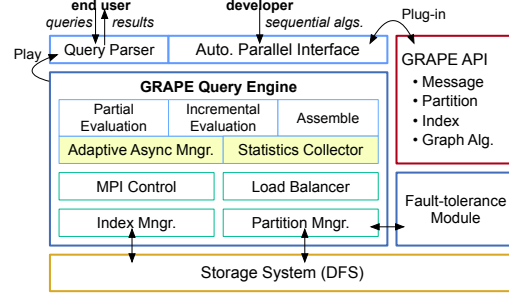 end user
developer
queries
results
sequential algs.
Plug-in
Play
Query Parser
Auto. Parallel Interface
GRAPE API
• Message
• Partition
• Index
• Graph Alg.
GRAPE Query Engine
Partial
Evaluation
Incremental
Evaluation
Assemble
Adaptive Async Mngr.
Statistics Collector
MPI Control
Load Balancer
Index Mngr.
Partition Mngr.
Fault-tolerance
Module
Storage System (DFS)